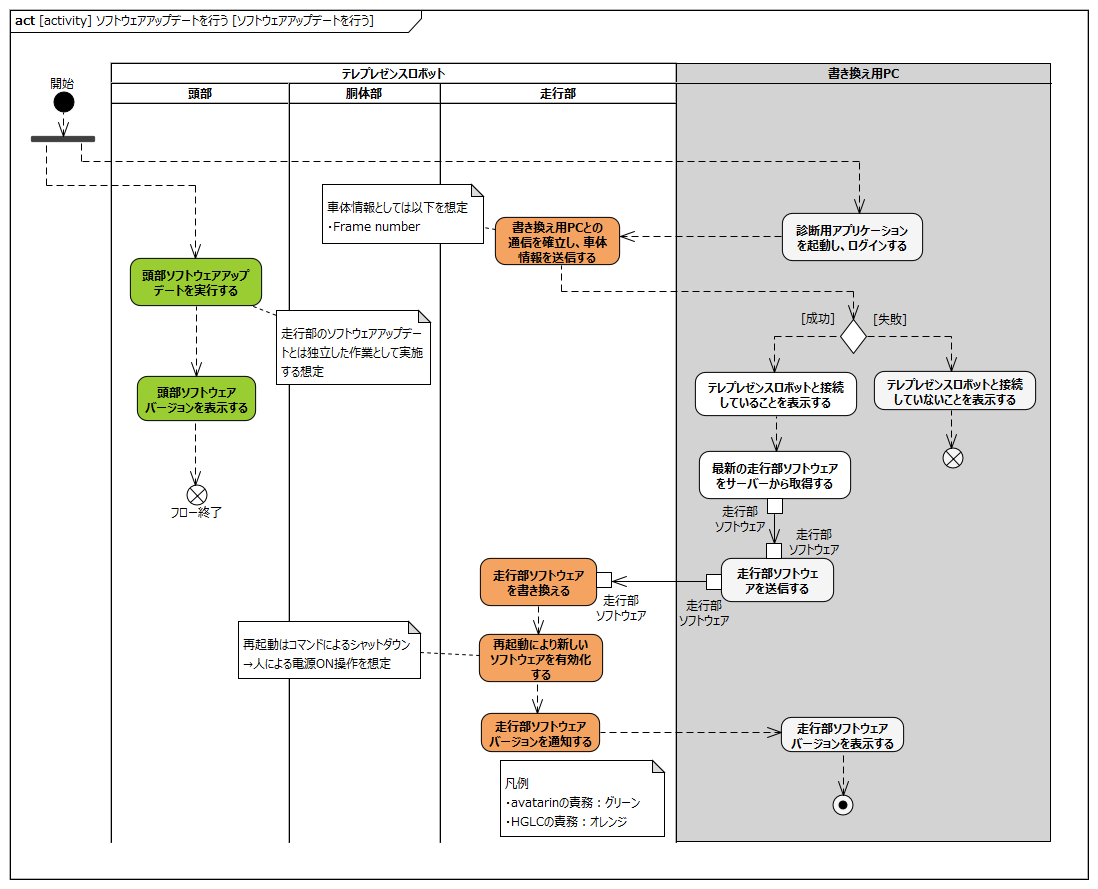 act [activity] ソフトウェアアップデートを行う [ソフトウェアアップデートを行う]
テレプレゼンスロボット
書き換え用PC
頭部
胴体部
走行部
開始
車体情報としては以下を想定
・Frame number
書き換え用PCとの
通信を確立し、車体
情報を送信する
診断用アプリケーション
を起動し、ログインする
頭部ソフトウェアアップ
デートを実行する
走行部のソフトウェアアップデー
トとは独立した作業として実施
する想定
[成功]
[失敗]
頭部ソフトウェア
バージョンを表示する
テレプレゼンスロボットと接続
していることを表示する
テレプレゼンスロボットと接続
していないことを表示する
フロー終了
最新の走行部ソフトウェア
をサーバーから取得する
走行部
ソフトウェア
走行部
ソフトウェア
走行部ソフトウェア
を書き換える
走行部ソフトウェ
アを送信する
走行部
ソフトウェア
走行部
ソフトウェア
再起動はコマンドによるシャットダウン
→人による電源ON操作を想定
再起動により新しい
ソフトウェアを有効化
する
走行部ソフトウェア
バージョンを通知する
走行部ソフトウェア
バージョンを表示する
凡例
・avatarinの責務：グリーン
・HGLCの責務：オレンジ